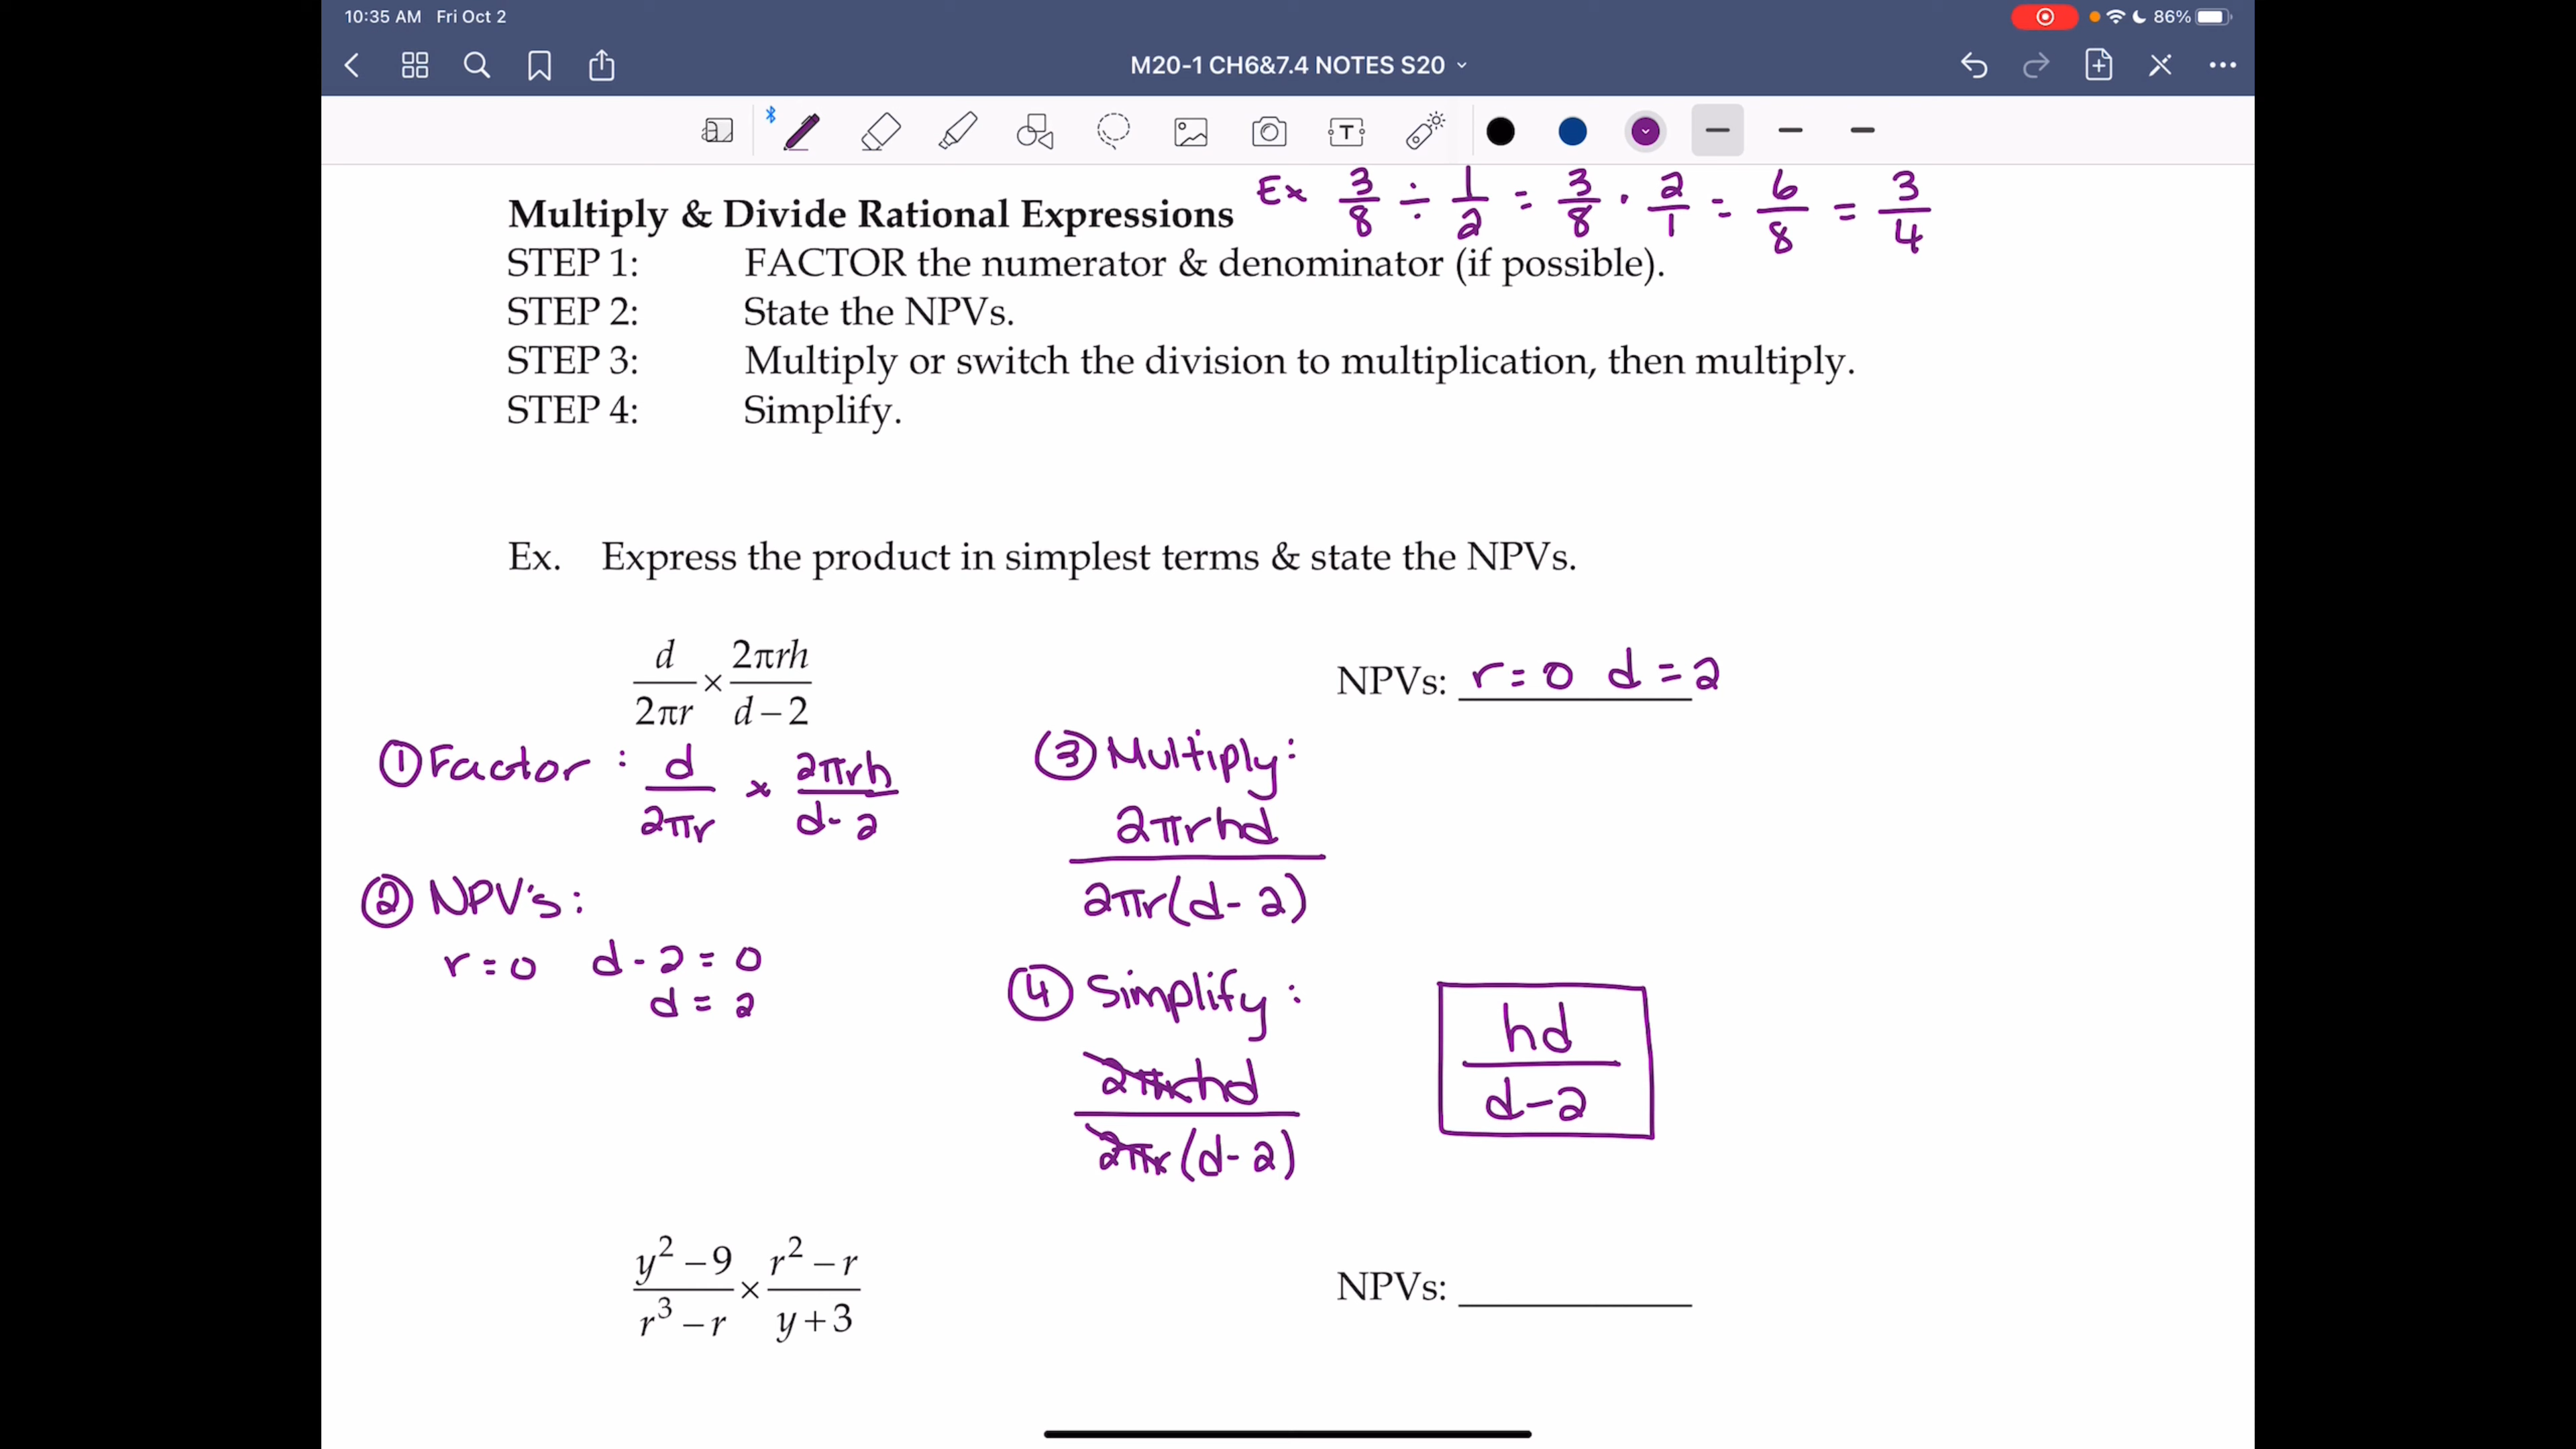 10:35 AM Fri Oct 2
86%
M20-1 CH6&7.4 NOTES S20
T
Ex 3/8 ÷ 1/2 = 3/8 · 2/1 = 6/8 = 3/4
Multiply & Divide Rational Expressions
STEP 1: FACTOR the numerator & denominator (if possible).
STEP 2: State the NPVs.
STEP 3: Multiply or switch the division to multiplication, then multiply.
STEP 4: Simplify.
Ex. Express the product in simplest terms & state the NPVs.
d/2πr × 2πrh/d – 2
NPVs: r = 0 d = 2
① Factor : d/2πr × 2πrh/d - 2
② NPV's :
r = 0 d - 2 = 0
d = 2
③ Multiply :
2πrhd/2πr(d - 2)
④ Simplify :
2πrhd/2πr(d - 2)
hd/d - 2
y² – 9/r³ – r × r² – r/y + 3
NPVs: